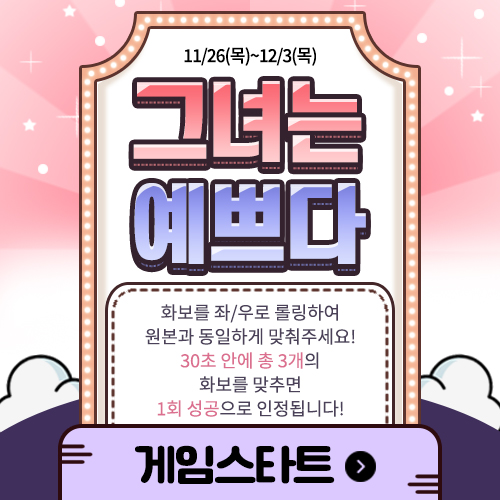 11/26(목)~12/3(목)
그녀는
예쁘다
화보를 좌/우로 롤링하여
원본과 동일하게 맞춰주세요!
30초 안에 총 3개의
화보를 맞추면
1회 성공으로 인정됩니다!
게임스타트